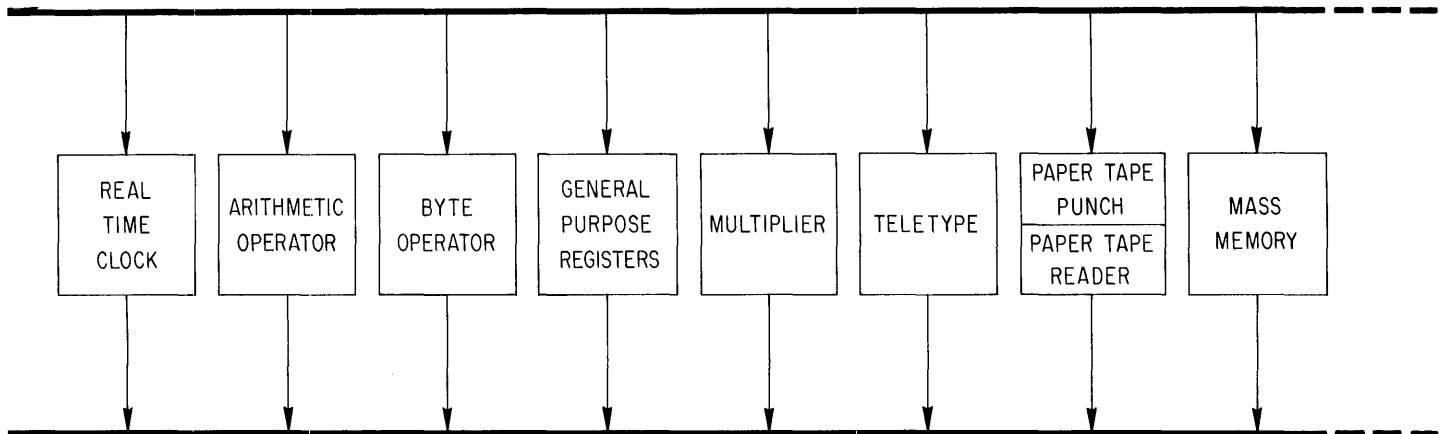 REAL
TIME
CLOCK
ARITHMETIC
OPERATOR
BYTE
OPERATOR
GENERAL
PURPOSE
REGISTERS
MULTIPLIER
TELETYPE
PAPER TAPE
PUNCH
PAPER TAPE
READER
MASS
MEMORY